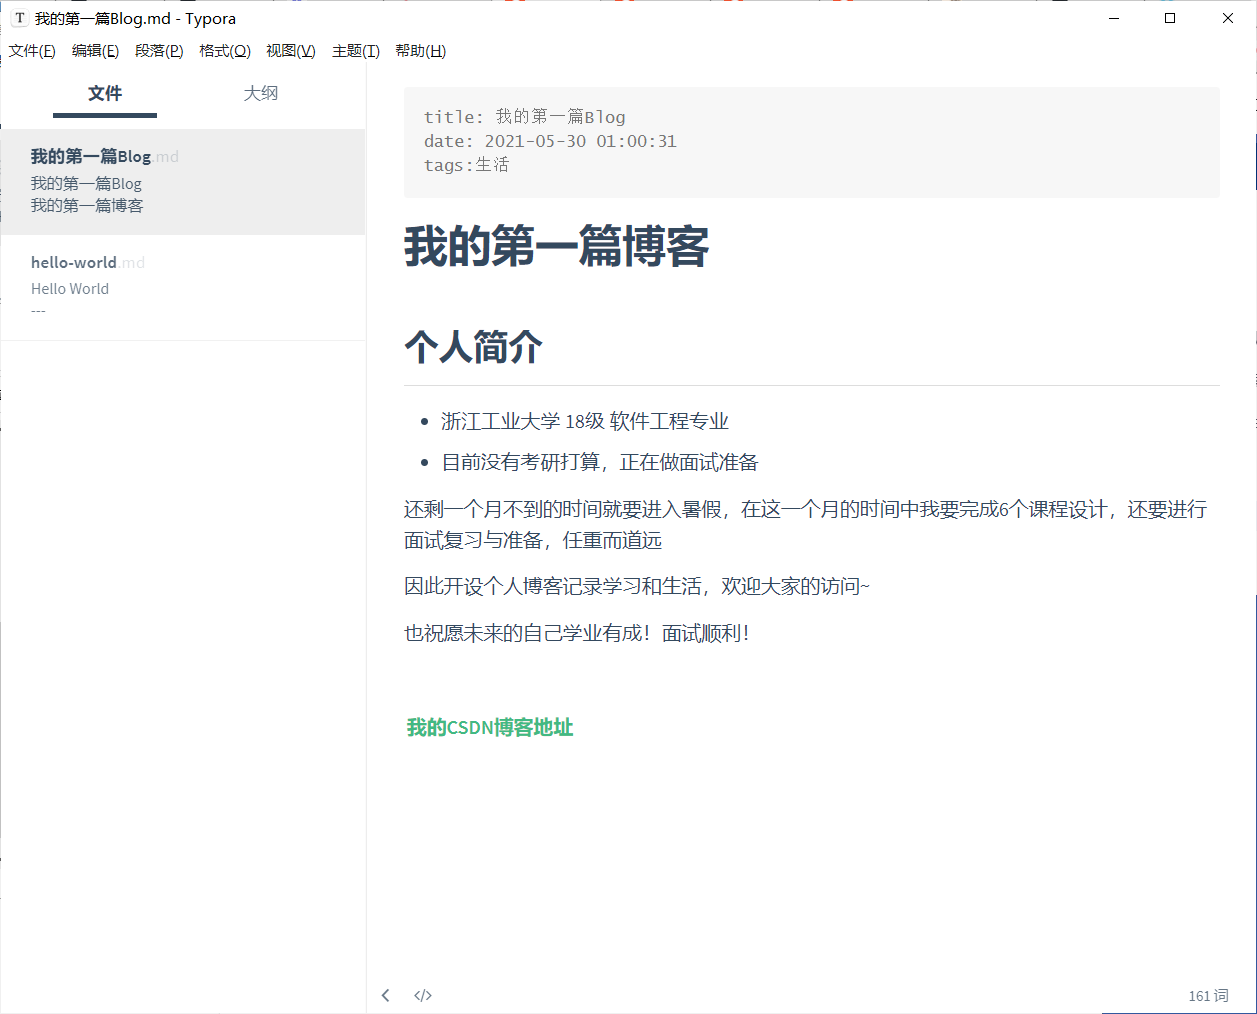 T 我的第一篇Blog.md - Typora
文件(F) 编辑(E) 段落(P) 格式(O) 视图(V) 主题(T) 帮助(H)
文件 大纲
我的第一篇Blog.md
我的第一篇Blog
我的第一篇博客
hello-world.md
Hello World
---
title: 我的第一篇Blog
date: 2021-05-30 01:00:31
tags:生活
我的第一篇博客
个人简介
浙江工业大学 18级 软件工程专业
目前没有考研打算，正在做面试准备
还剩一个月不到的时间就要进入暑假，在这一个月的时间中我要完成6个课程设计，还要进行
面试复习与准备，任重而道远
因此开设个人博客记录学习和生活，欢迎大家的访问~
也祝愿未来的自己学业有成！面试顺利！
我的CSDN博客地址
161 词